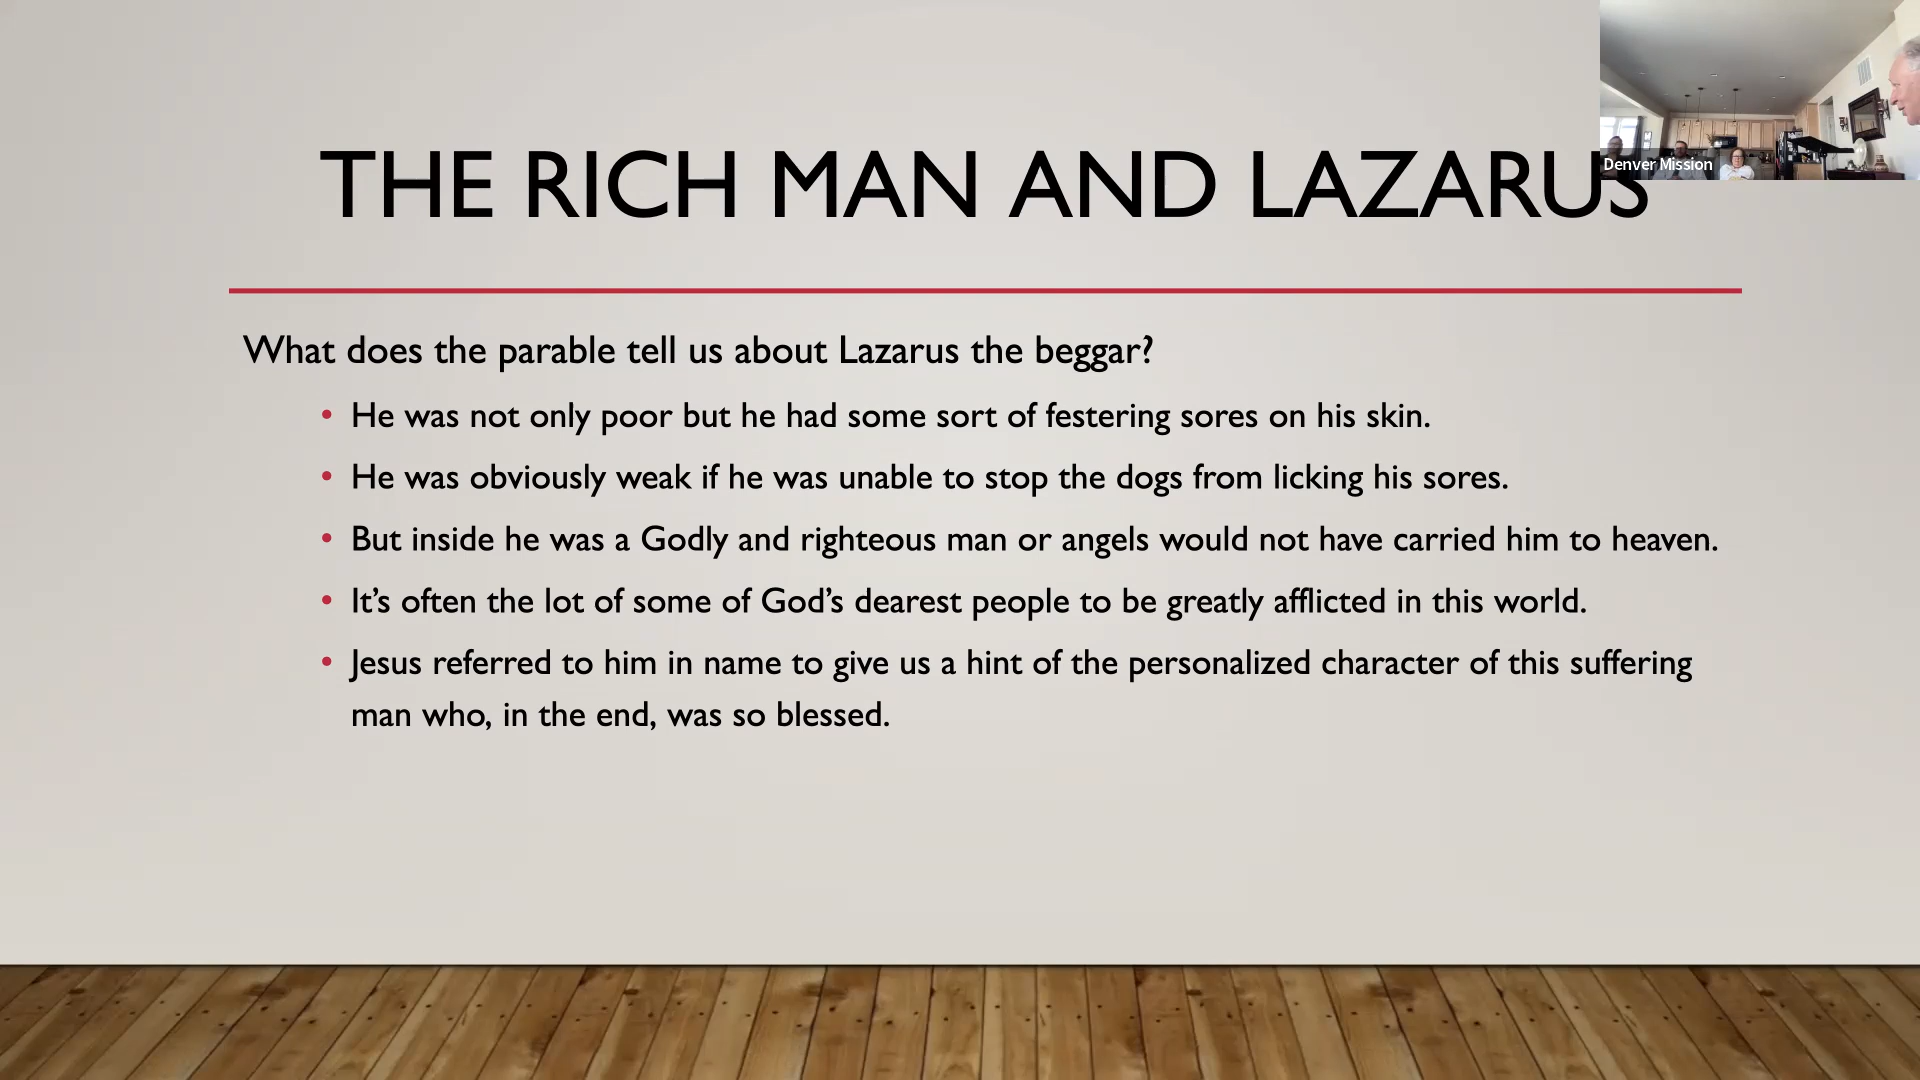 THE RICH MAN AND LAZARUS
Denver Mission
What does the parable tell us about Lazarus the beggar?
• He was not only poor but he had some sort of festering sores on his skin.
• He was obviously weak if he was unable to stop the dogs from licking his sores.
• But inside he was a Godly and righteous man or angels would not have carried him to heaven.
• It’s often the lot of some of God’s dearest people to be greatly afflicted in this world.
• Jesus referred to him in name to give us a hint of the personalized character of this suffering
man who, in the end, was so blessed.